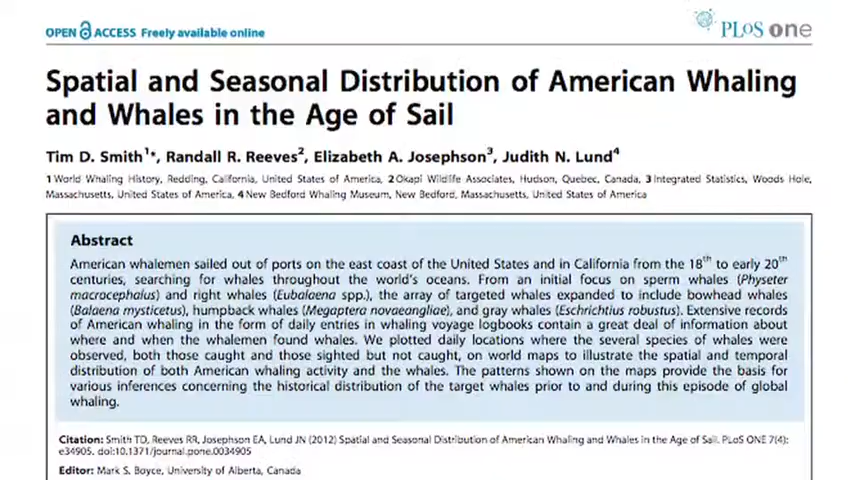 OPEN ACCESS Freely available online
PLoS one
Spatial and Seasonal Distribution of American Whaling
and Whales in the Age of Sail
Tim D. Smith1*, Randall R. Reeves2, Elizabeth A. Josephson3, Judith N. Lund4
1 World Whaling History, Redding, California, United States of America, 2 Okapi Wildlife Associates, Hudson, Quebec, Canada, 3 Integrated Statistics, Woods Hole,
Massachusetts, United States of America, 4 New Bedford Whaling Museum, New Bedford, Massachusetts, United States of America
Abstract
American whalemen sailed out of ports on the east coast of the United States and in California from the 18th to early 20th
centuries, searching for whales throughout the world's oceans. From an initial focus on sperm whales (Physeter
macrocephalus) and right whales (Eubalaena spp.), the array of targeted whales expanded to include bowhead whales
(Balaena mysticetus), humpback whales (Megaptera novaeangliae), and gray whales (Eschrichtius robustus). Extensive records
of American whaling in the form of daily entries in whaling voyage logbooks contain a great deal of information about
where and when the whalemen found whales. We plotted daily locations where the several species of whales were
observed, both those caught and those sighted but not caught, on world maps to illustrate the spatial and temporal
distribution of both American whaling activity and the whales. The patterns shown on the maps provide the basis for
various inferences concerning the historical distribution of the target whales prior to and during this episode of global
whaling.
Citation: Smith TD, Reeves RR, Josephson EA, Lund JN (2012) Spatial and Seasonal Distribution of American Whaling and Whales in the Age of Sail. PLoS ONE 7(4):
e34905. doi:10.1371/journal.pone.0034905
Editor: Mark S. Boyce, University of Alberta, Canada